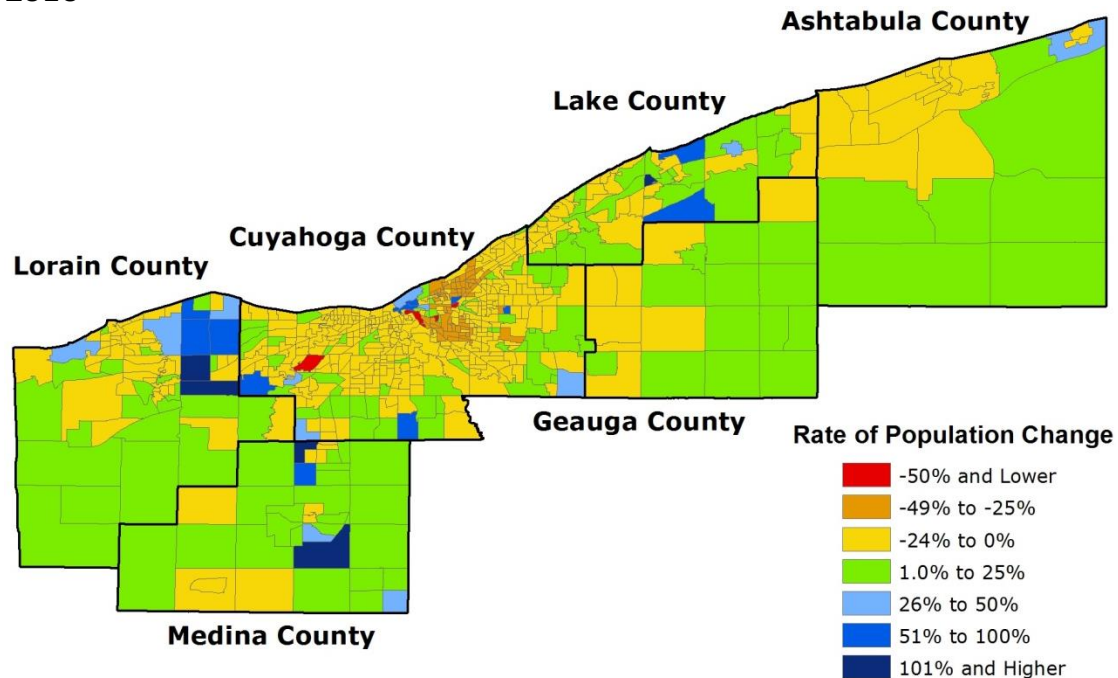 Ashtabula County
Lake County
Cuyahoga County
Lorain County
Geauga County
Medina County
Rate of Population Change
-50% and Lower
-49% to -25%
-24% to 0%
1.0% to 25%
26% to 50%
51% to 100%
101% and Higher